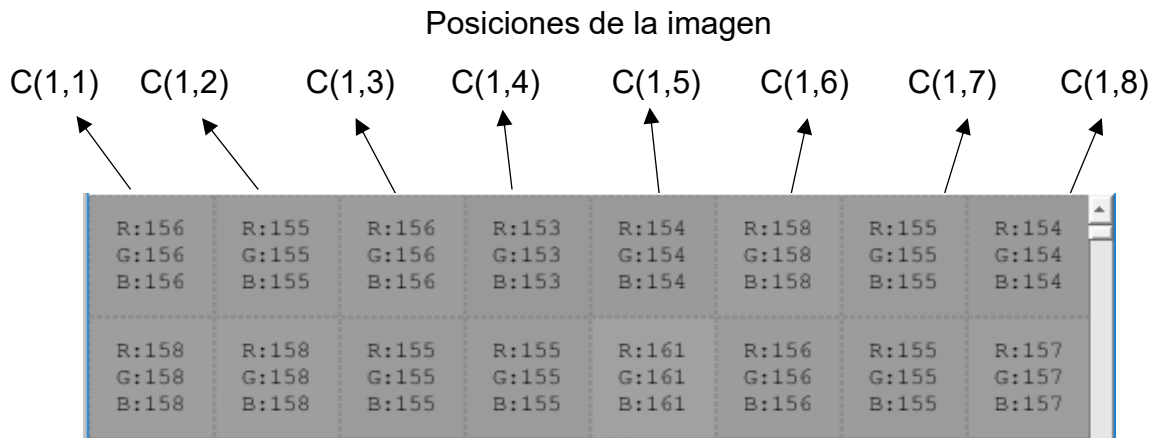 Posiciones de la imagen
C(1,1) C(1,2) C(1,3) C(1,4) C(1,5) C(1,6) C(1,7) C(1,8)
R:156 R:155 R:156 R:153 R:154 R:158 R:155 R:154
G:156 G:155 G:156 G:153 G:154 G:158 G:155 G:154
B:156 B:155 B:156 B:153 B:154 B:158 B:155 B:154
R:158 R:158 R:155 R:155 R:161 R:156 R:155 R:157
G:158 G:158 G:155 G:155 G:161 G:156 G:155 G:157
B:158 B:158 B:155 B:155 B:161 B:156 B:155 B:157